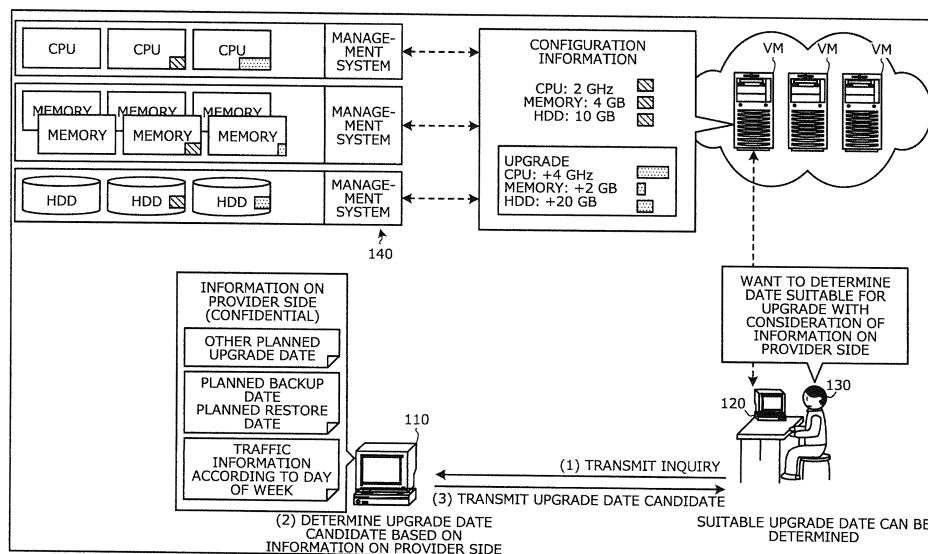 CPU
CPU
CPU
MANAGE-
MENT
SYSTEM
MEMORY
MEMORY
MEMORY
MEMORY
MEMORY
MEMORY
MANAGE-
MENT
SYSTEM
HDD
HDD
HDD
MANAGE-
MENT
SYSTEM
140
CONFIGURATION
INFORMATION
CPU: 2 GHz
MEMORY: 4 GB
HDD: 10 GB
UPGRADE
CPU: +4 GHz
MEMORY: +2 GB
HDD: +20 GB
VM
VM
VM
INFORMATION ON
PROVIDER SIDE
(CONFIDENTIAL)
OTHER PLANNED
UPGRADE DATE
PLANNED BACKUP
DATE
PLANNED RESTORE
DATE
TRAFFIC
INFORMATION
ACCORDING TO DAY
OF WEEK
110
WANT TO DETERMINE
DATE SUITABLE FOR
UPGRADE WITH
CONSIDERATION OF
INFORMATION ON
PROVIDER SIDE
120
130
(1) TRANSMIT INQUIRY
(3) TRANSMIT UPGRADE DATE CANDIDATE
(2) DETERMINE UPGRADE DATE
CANDIDATE BASED ON
INFORMATION ON PROVIDER SIDE
SUITABLE UPGRADE DATE CAN BE
DETERMINED